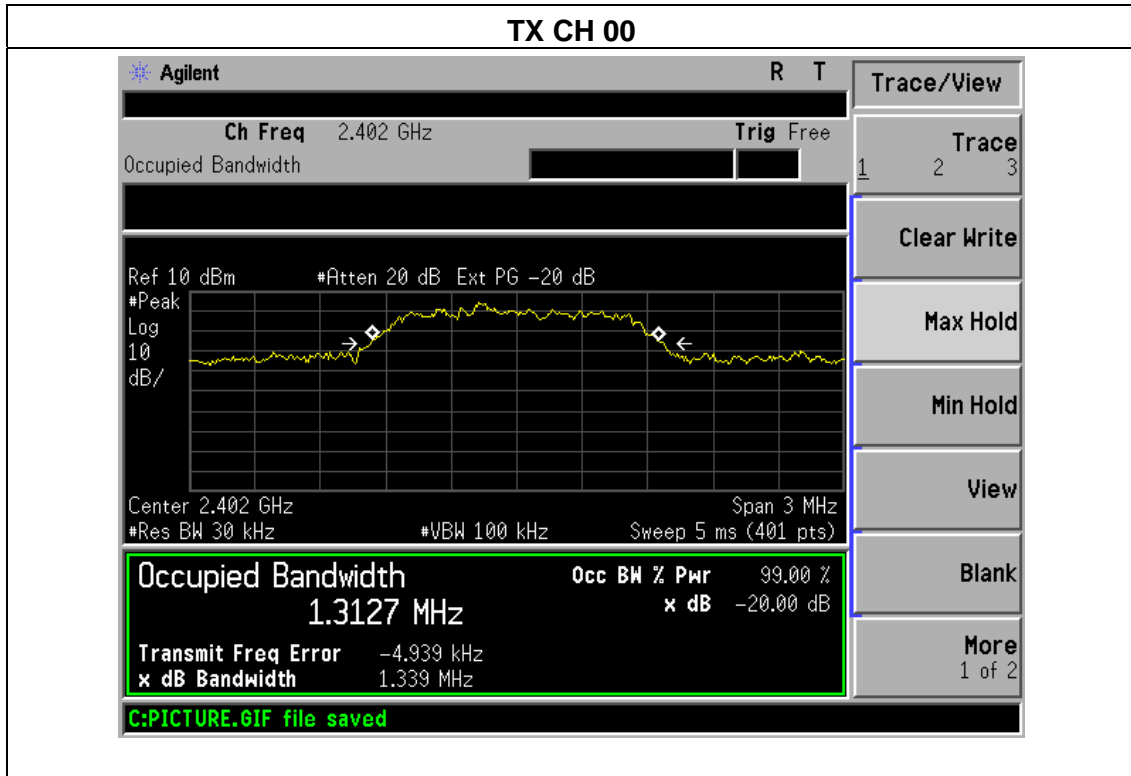 TX CH 00
Agilent R T
Trace/View
Ch Freq 2.402 GHz Trig Free
Occupied Bandwidth
Trace
1 2 3
Clear Write
Ref 10 dBm #Atten 20 dB Ext PG -20 dB
#Peak
Log
10
dB/
Max Hold
Min Hold
View
Center 2.402 GHz Span 3 MHz
#Res BW 30 kHz #VBW 100 kHz Sweep 5 ms (401 pts)
Occupied Bandwidth Occ BW % Pwr 99.00 %
1.3127 MHz x dB -20.00 dB
Blank
Transmit Freq Error -4.939 kHz
x dB Bandwidth 1.339 MHz
More
1 of 2
C:PICTURE.GIF file saved